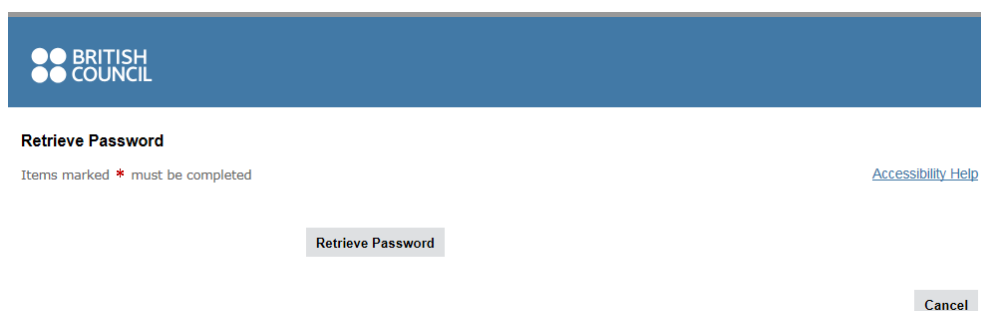 BRITISH
COUNCIL
Retrieve Password
Items marked * must be completed
Accessibility Help
Retrieve Password
Cancel